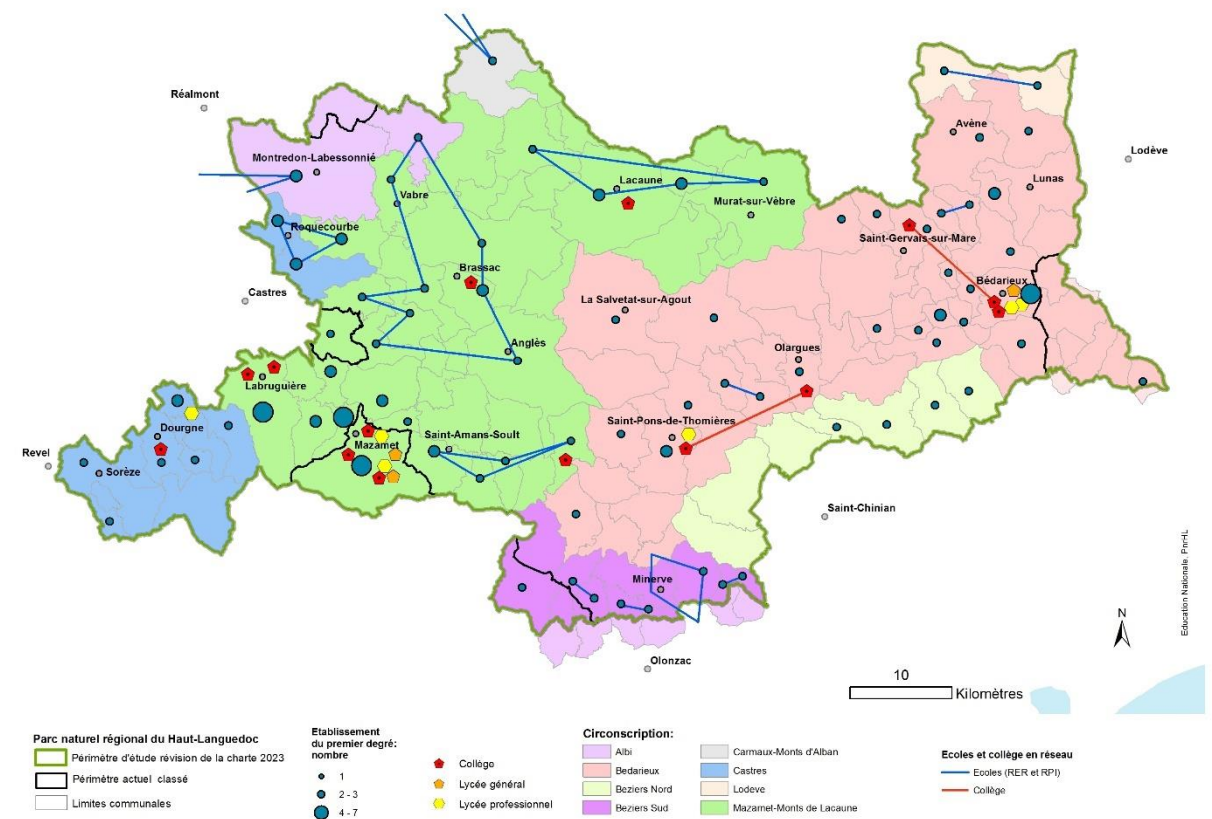 Réalmont
Montredon-Labessonnié
Avène
Lodève
Lacaune
Lunas
Vabre
Murat-sur-Vèbre
Roquecourbe
Saint-Gervais-sur-Mare
Brassac
Castres
Bédarieux
La Salvetat-sur-Agout
Anglès
Olargues
Labruguière
Saint-Pons-de-Thomières
Dourgne
Mazamet
Saint-Amans-Soult
Revel
Sorèze
Saint-Chinian
Minerve
Olonzac
N
Education Nationale, PnrHL
10
Kilomètres
Parc naturel régional du Haut-Languedoc
Périmètre d'étude révision de la charte 2023
Périmètre actuel classé
Limites communales
Etablissement
du premier degré:
nombre
1
2 - 3
4 - 7
Collège
Lycée général
Lycée professionnel
Circonscription:
Albi
Bedarieux
Beziers Nord
Beziers Sud
Carmaux-Monts d'Alban
Castres
Lodeve
Mazamet-Monts de Lacaune
Ecoles et collège en réseau
Ecoles (RER et RPI)
Collège